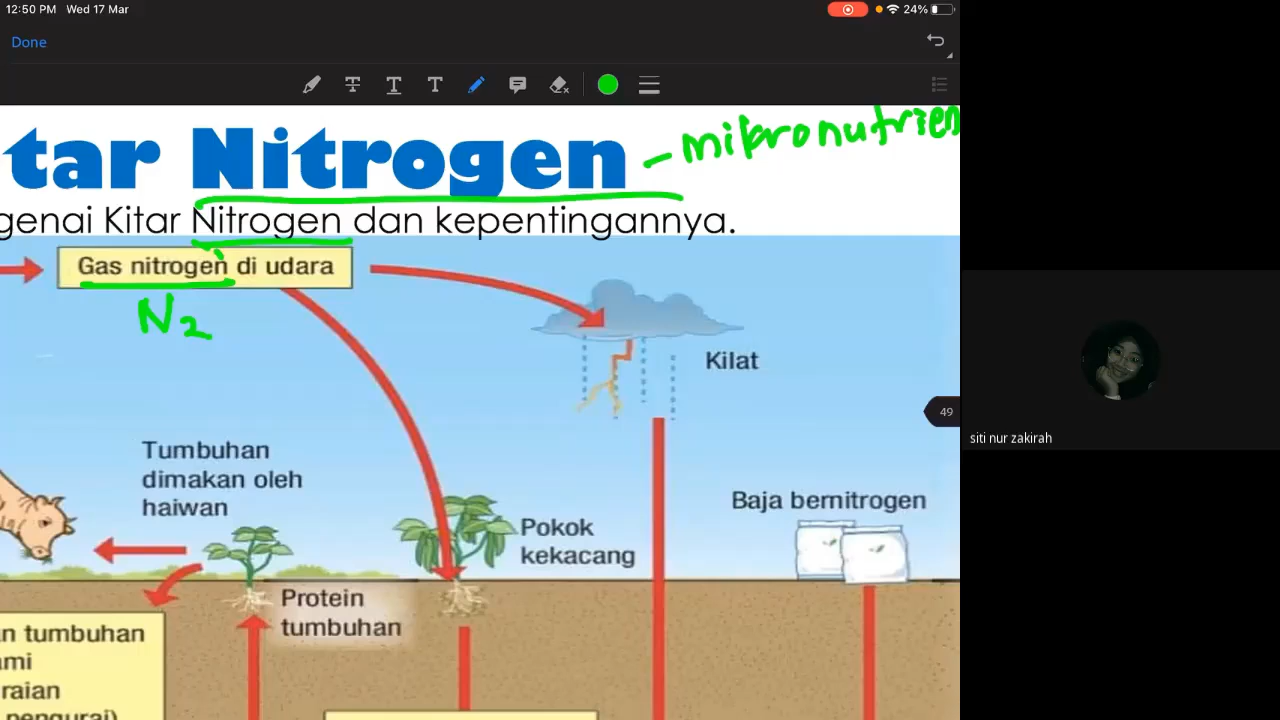 12:50 PM Wed 17 Mar
24%
Done
T T T
tar Nitrogen - mikronutrien
genai Kitar Nitrogen dan kepentingannya.
Gas nitrogen di udara
N2
Kilat
49
siti nur zakirah
Tumbuhan
dimakan oleh
haiwan
Baja bernitrogen
Pokok
kekacang
Protein
tumbuhan
n tumbuhan
ami
raian
pengurai)